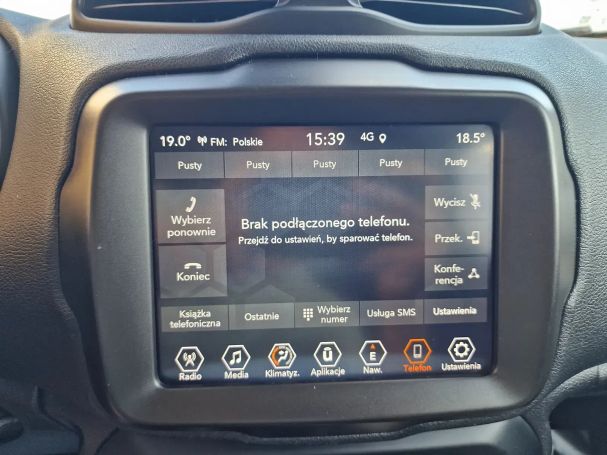 19.0° FM: Polskie 15:39 4G 18.5°
Pusty Pusty Pusty Pusty Pusty
Wybierz
ponownie
Koniec
Brak podłączonego telefonu.
Przejdź do ustawień, by sparować telefon.
Wycisz
Przek.
Konfe-
rencja
Książka
telefoniczna
Ostatnie
Wybierz
numer
Usługa SMS
Ustawienia
Radio Media Klimatyz. Aplikacje E Naw. Telefon Ustawienia